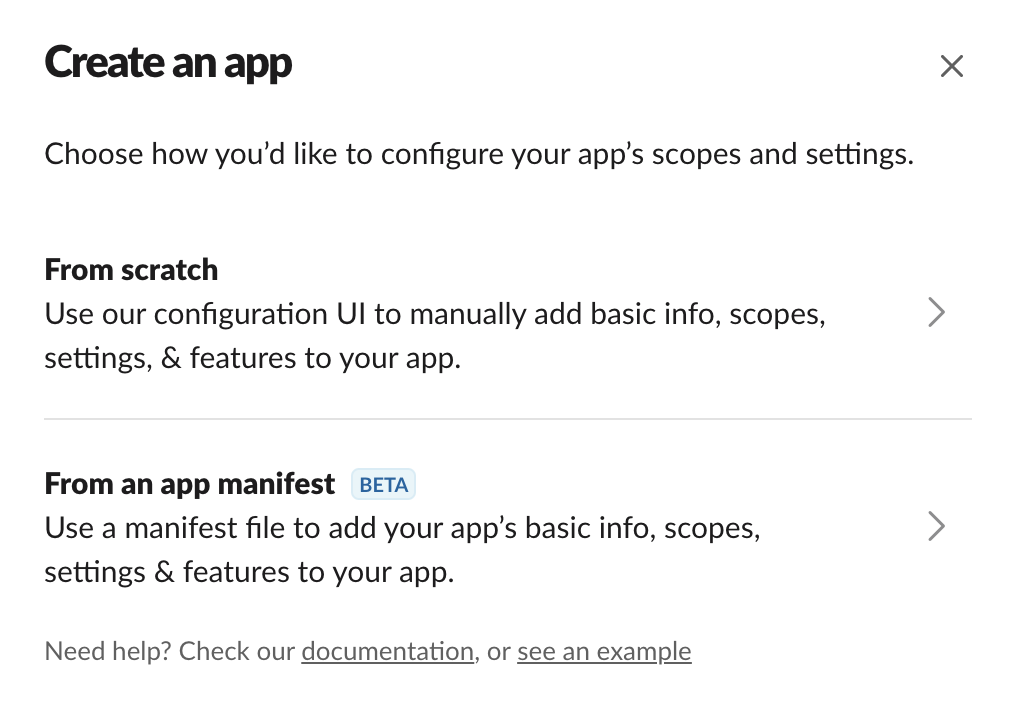 Create an app
Choose how you’d like to configure your app’s scopes and settings.
From scratch
Use our configuration UI to manually add basic info, scopes,
settings, & features to your app.
From an app manifest BETA
Use a manifest file to add your app’s basic info, scopes,
settings & features to your app.
Need help? Check our documentation, or see an example